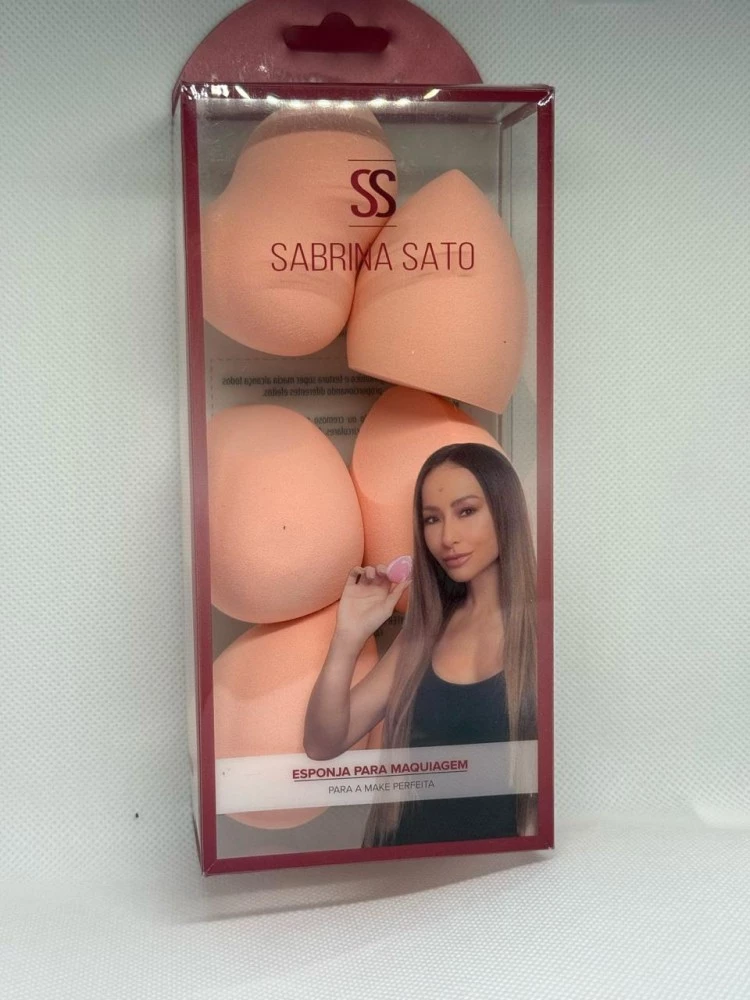 SS
SABRINA SATO
ESPONJA PARA MAQUIAGEM
PARA A MAKE PERFEITA